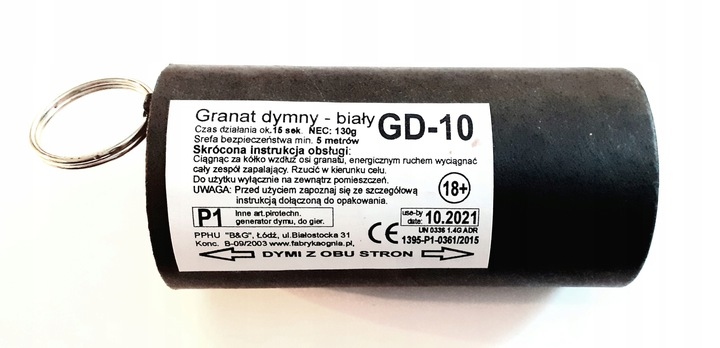 Granat dymny - biały GD-10
Czas działania ok.15 sek. NEC: 130g
Srefa bezpieczeństwa min. 5 metrów
Skrócona instrukcja obsługi:
Ciągnąc za kółko wzdłuz osi granatu, energicznym ruchem wyciągnąć
cały zespół zapalający. Rzucić w kierunku celu.
Do użytku wyłącznie na zewnątrz pomieszczeń.
UWAGA: Przed użyciem zapoznaj się ze szczegółową
instrukcją dołączoną do opakowania.
18+
P1
Inne art.pirotechn.
generator dymu, do gier.
use-by
date:
10.2021
PPHU "B&G", Łódź, ul.Białostocka 31
Konc. B-09/2003 www.fabrykaognia.pl,
CE
UN 0336 1.4G ADR
1395-P1-0361/2015
DYMI Z OBU STRON